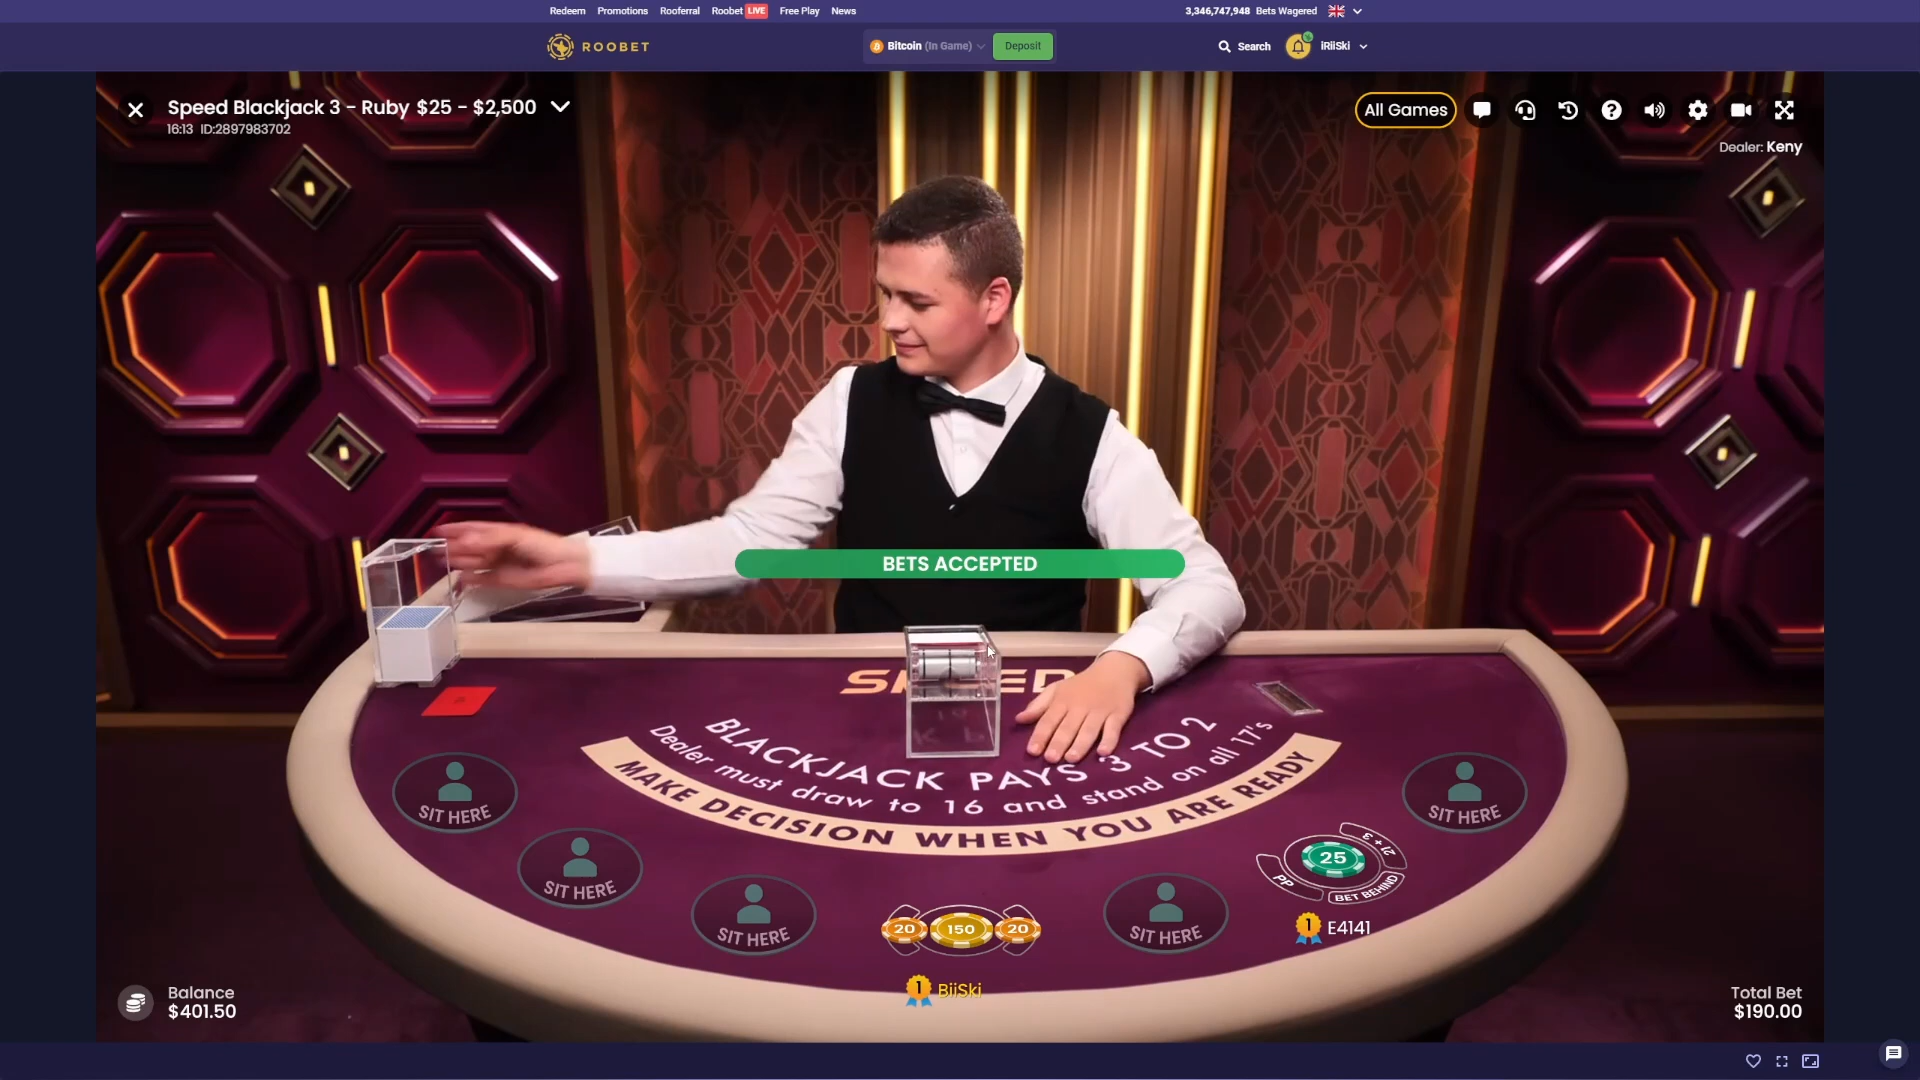 Redeem Promotions Rooferral Roobet LIVE Free Play News
3,346,747,948 Bets Wagered
ROOBET
Bitcoin (In Game)
Deposit
Search
iRiiSki
Speed Blackjack 3 - Ruby $25 - $2,500
16:13 ID:2897983702
All Games
Dealer: Keny
BETS ACCEPTED
BLACKJACK PAYS 3 TO 2
Dealer must draw to 16 and stand on all 17's
MAKE DECISION WHEN YOU ARE READY
SIT HERE
SIT HERE
SIT HERE
20 150 20
SIT HERE
25
21 + 3
PP
BET BEHIND
SIT HERE
1 E4141
1 BiiSki
Balance
$401.50
Total Bet
$190.00